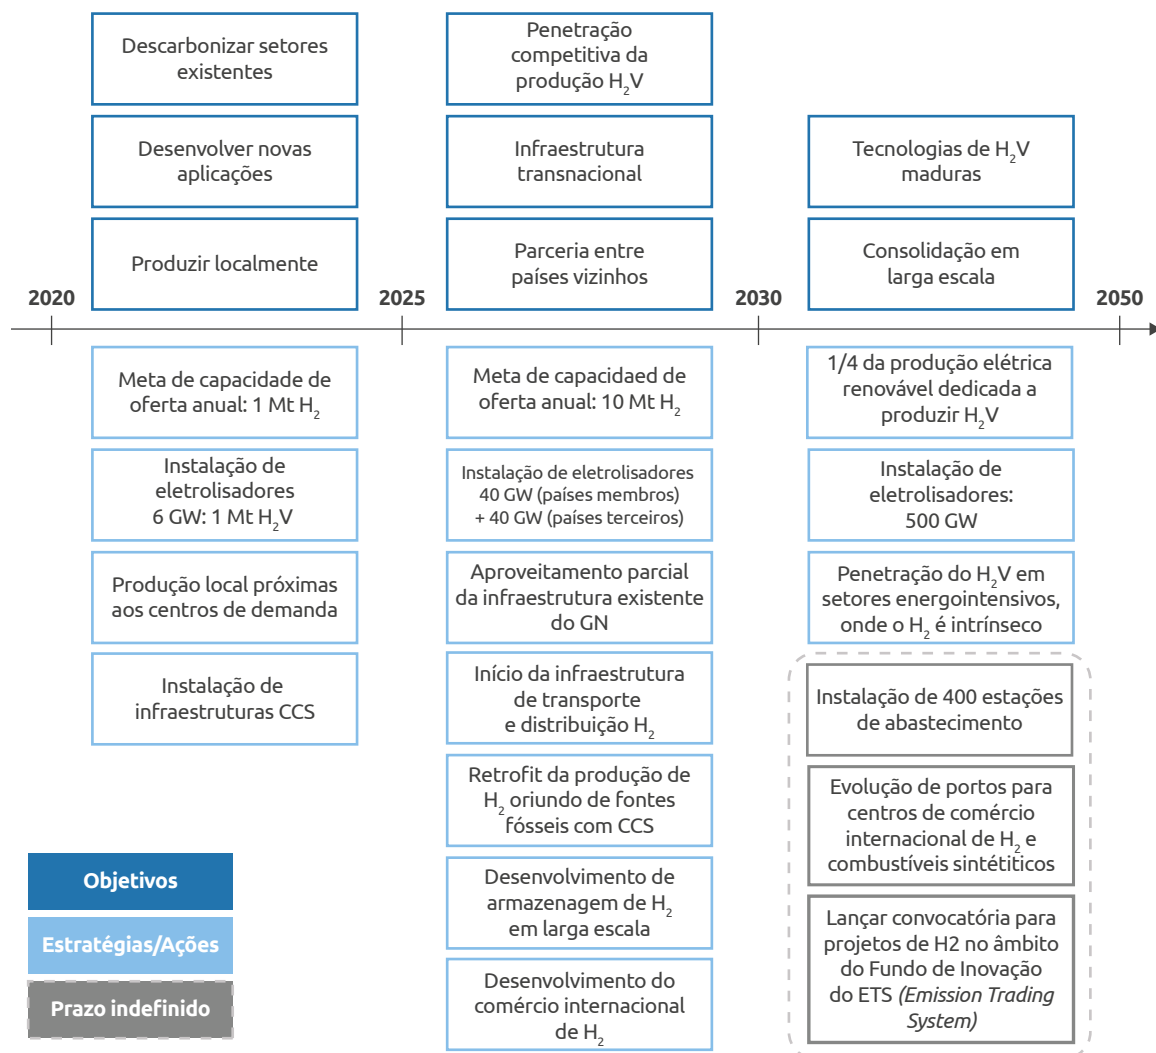 Descarbonizar setores
existentes
Desenvolver novas
aplicações
Produzir localmente
Penetração
competitiva da
produção H₂V
Infraestrutura
transnacional
Parceria entre
países vizinhos
Tecnologias de H₂V
maduras
Consolidação em
larga escala
2020
2025
2030
2050
Meta de capacidade de
oferta anual: 1 Mt H₂
Instalação de
eletrolisadores
6 GW: 1 Mt H₂V
Produção local próximas
aos centros de demanda
Instalação de
infraestruturas CCS
Meta de capacidaed de
oferta anual: 10 Mt H₂
Instalação de eletrolisadores
40 GW (países membros)
+ 40 GW (países terceiros)
Aproveitamento parcial
da infraestrutura existente
do GN
Início da infraestrutura
de transporte
e distribuição H₂
Retrofit da produção de
H₂ oriundo de fontes
fósseis com CCS
Desenvolvimento de
armazenagem de H₂
em larga escala
Desenvolvimento do
comércio internacional
de H₂
1/4 da produção elétrica
renovável dedicada a
produzir H₂V
Instalação de
eletrolisadores:
500 GW
Penetração do H₂V em
setores energointensivos,
onde o H₂ é intrínseco
Instalação de 400 estações
de abastecimento
Evolução de portos para
centros de comércio
internacional de H₂ e
combustíveis sintétiticos
Lançar convocatória para
projetos de H2 no âmbito
do Fundo de Inovação
do ETS (Emission Trading
System)
Objetivos
Estratégias/Ações
Prazo indefinido